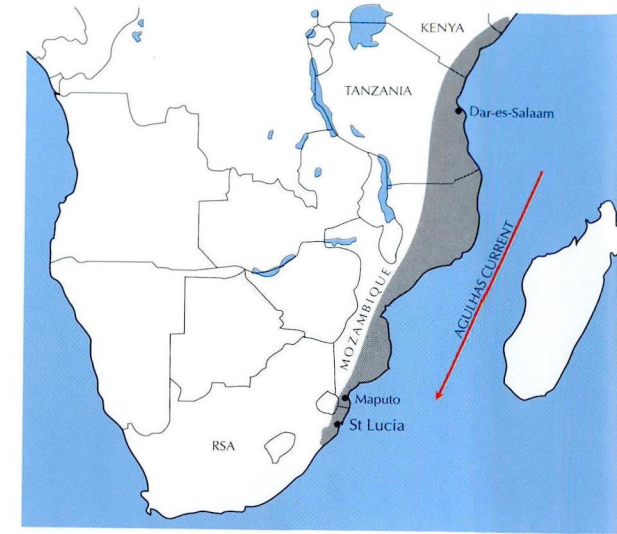 KENYA
TANZANIA
Dar-es-Salaam
AGULHAS CURRENT
MOZAMBIQUE
Maputo
St Lucia
RSA